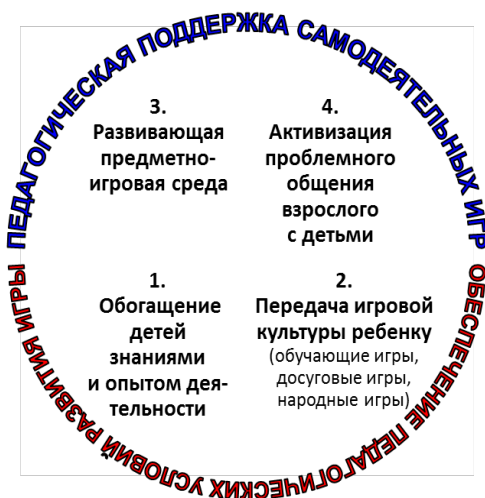 ПЕДАГОГИЧЕСКАЯ ПОДДЕРЖКА САМОДЕЯТЕЛЬНЫХ ИГР
3.
Развивающая
предметно-
игровая среда
4.
Активизация
проблемного
общения
взрослого
с детьми
1.
Обогащение
детей
знаниями
и опытом дея-
тельности
2.
Передача игровой
культуры ребенку
(обучающие игры,
досуговые игры,
народные игры)
ОБЕСПЕЧЕНИЕ ПЕДАГОГИЧЕСКИХ УСЛОВИЙ РАЗВИТИЯ ИГРЫ